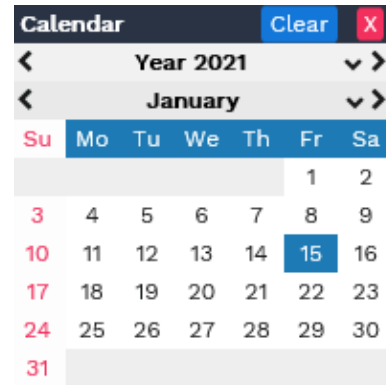 Calendar Clear X
Year 2021
January
Su Mo Tu We Th Fr Sa
1 2
3 4 5 6 7 8 9
10 11 12 13 14 15 16
17 18 19 20 21 22 23
24 25 26 27 28 29 30
31